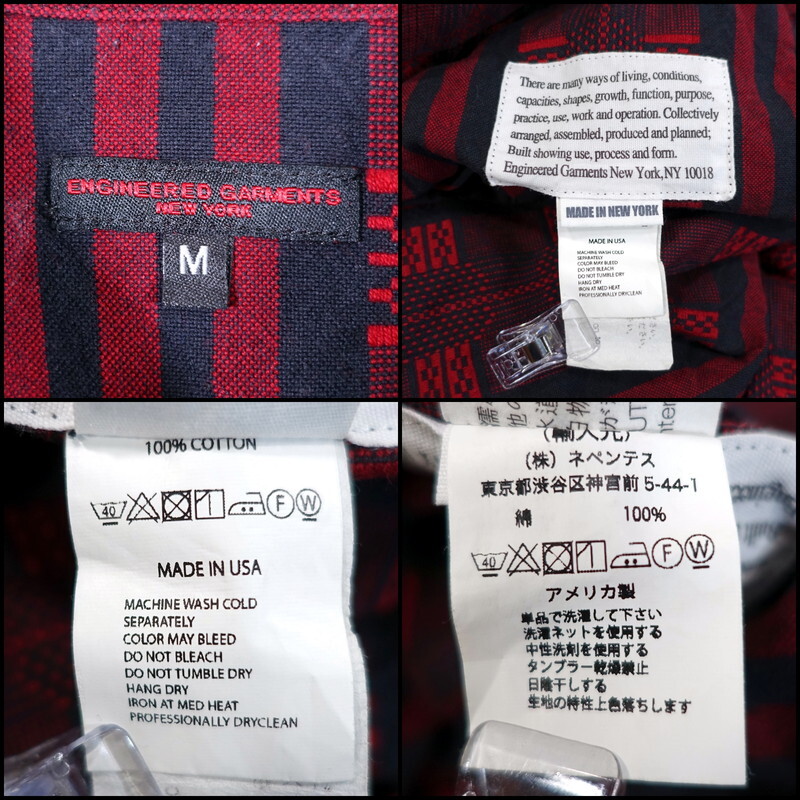 ENGINEERED GARMENTS
NEW YORK
M
There are many ways of living, conditions,
capacities, shapes, growth, function, purpose,
practice, use, work and operation. Collectively
arranged, assembled, produced and planned;
Built showing use, process and form.
Engineered Garments New York, NY 10018
MADE IN NEW YORK
MADE IN USA
MACHINE WASH COLD
SEPARATELY
COLOR MAY BLEED
DO NOT BLEACH
DO NOT TUMBLE DRY
HANG DRY
IRON AT MED HEAT
PROFESSIONALLY DRYCLEAN
100% COTTON
40 F W
MADE IN USA
MACHINE WASH COLD
SEPARATELY
COLOR MAY BLEED
DO NOT BLEACH
DO NOT TUMBLE DRY
HANG DRY
IRON AT MED HEAT
PROFESSIONALLY DRYCLEAN
(輸入元)
(株) ネペンテス
東京都渋谷区神宮前 5-44-1
綿 100%
40 F W
アメリカ製
単品で洗濯して下さい
洗濯ネットを使用する
中性洗剤を使用する
タンブラー乾燥禁止
日陰干しする
生地の特性上色落ちします